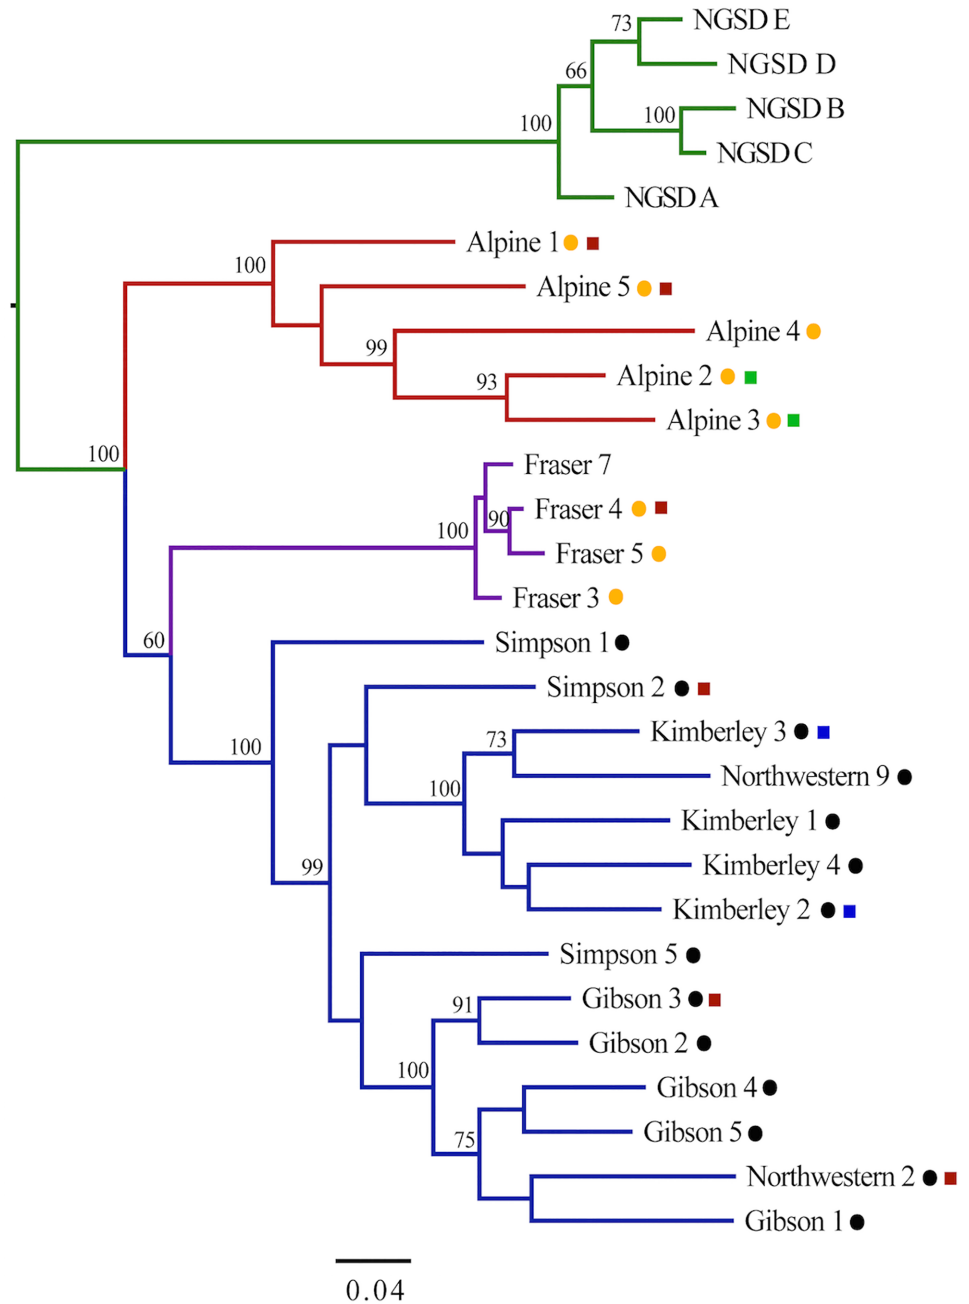 73
NGSD E
66
NGSD D
100
NGSD B
100
NGSD C
NGSD A
Alpine 1
100
Alpine 5
99
Alpine 4
93
Alpine 2
Alpine 3
100
Fraser 7
90
Fraser 4
100
Fraser 5
Fraser 3
60
Simpson 1
Simpson 2
73
Kimberley 3
100
Northwestern 9
100
Kimberley 1
99
Kimberley 4
Kimberley 2
Simpson 5
91
Gibson 3
Gibson 2
100
Gibson 4
75
Gibson 5
Northwestern 2
Gibson 1
0.04